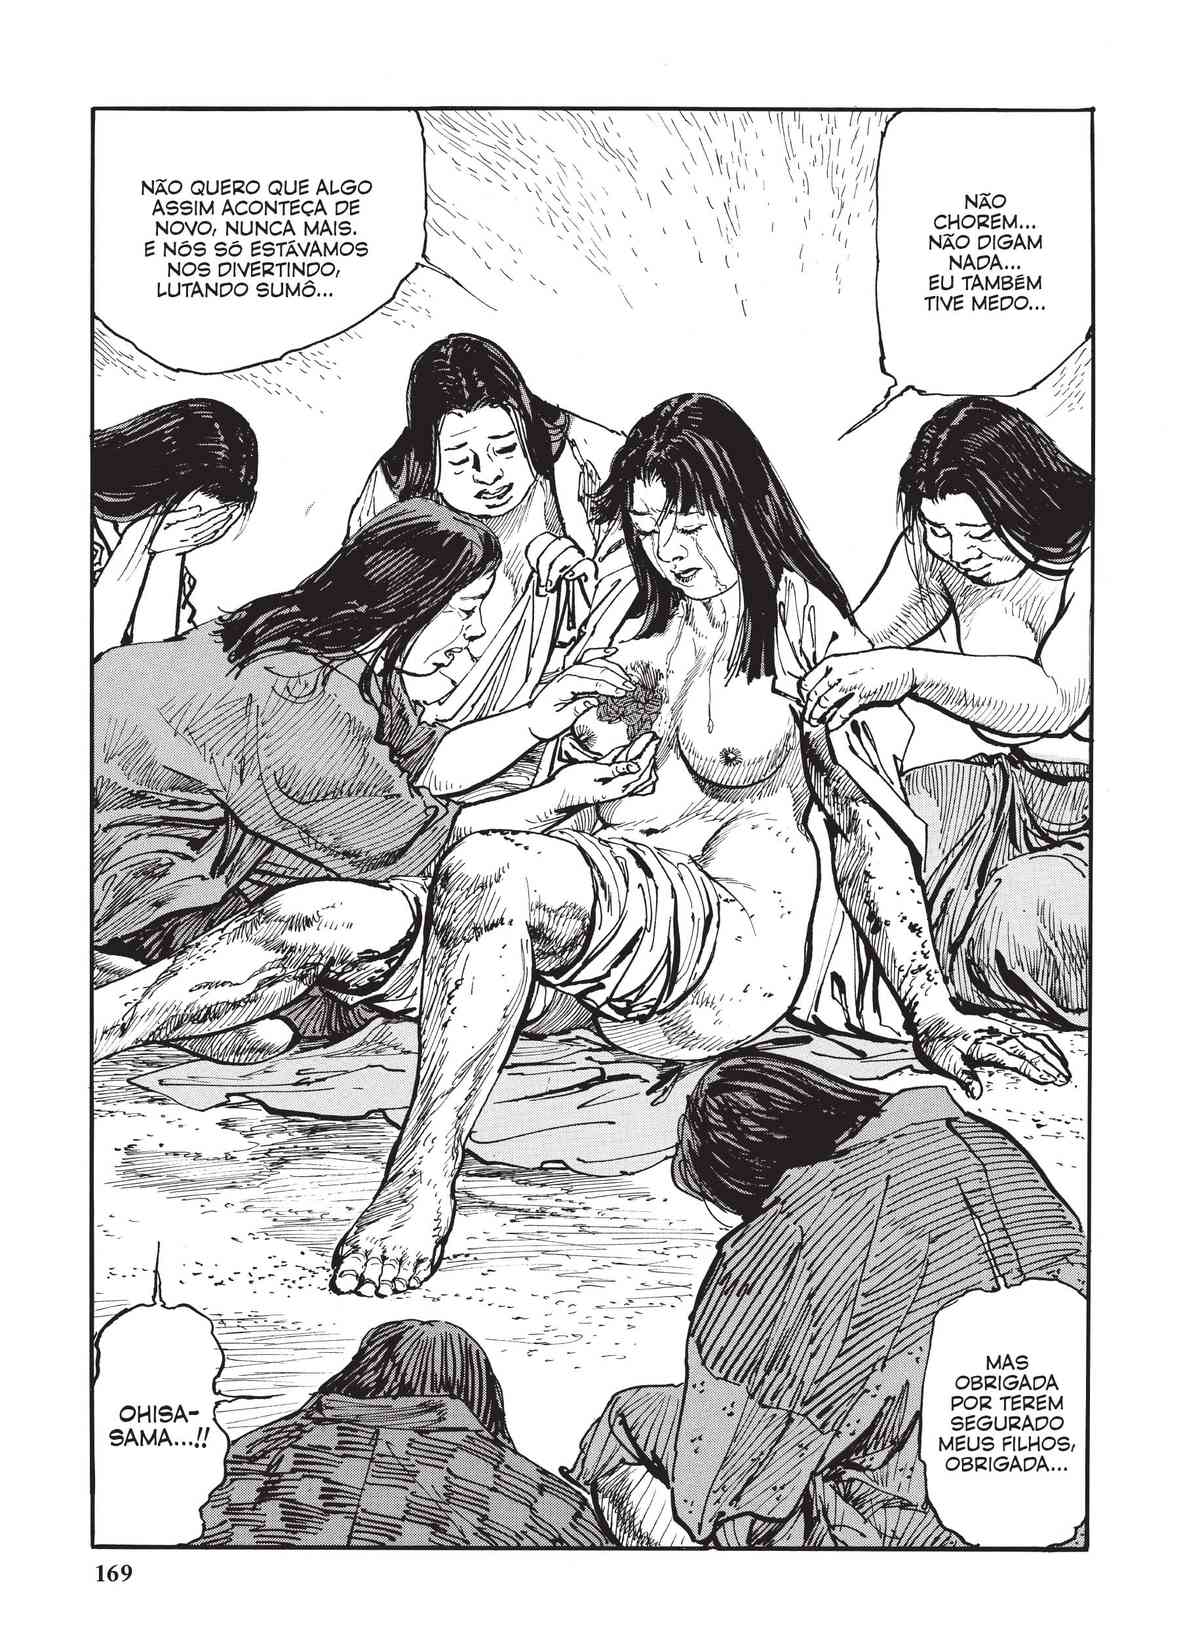 NÃO
CHOREM...
NÃO DIGAM
NADA...
EU TAMBÉM
TIVE MEDO...
NÃO QUERO QUE ALGO
ASSIM ACONTEÇA DE
NOVO, NUNCA MAIS.
E NÓS SÓ ESTÁVAMOS
NOS DIVERTINDO,
LUTANDO SUMÔ...
MAS
OBRIGADA
POR TEREM
SEGURADO
MEUS FILHOS,
OBRIGADA...
OHISA-
SAMA...!!
169